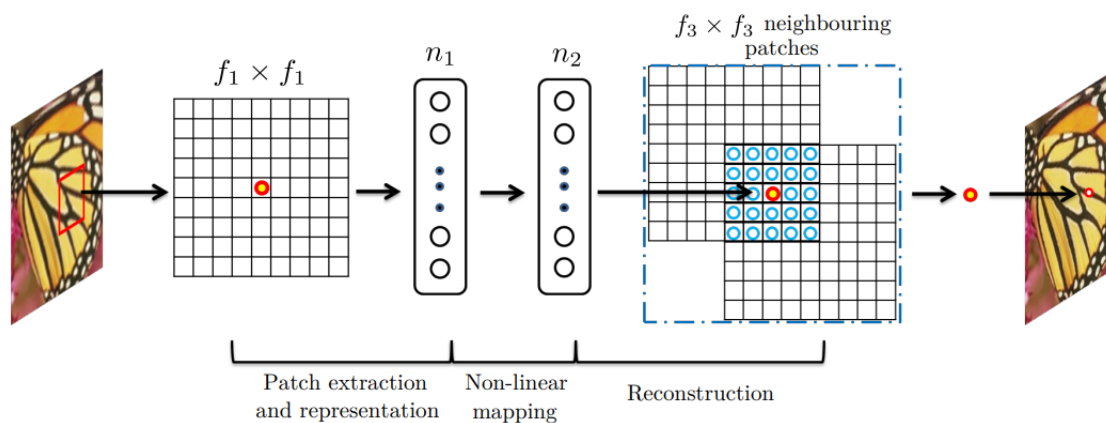 f₃ × f₃ neighbouring
patches
f₁ × f₁
n₁
n₂
Patch extraction
and representation
Non-linear
mapping
Reconstruction